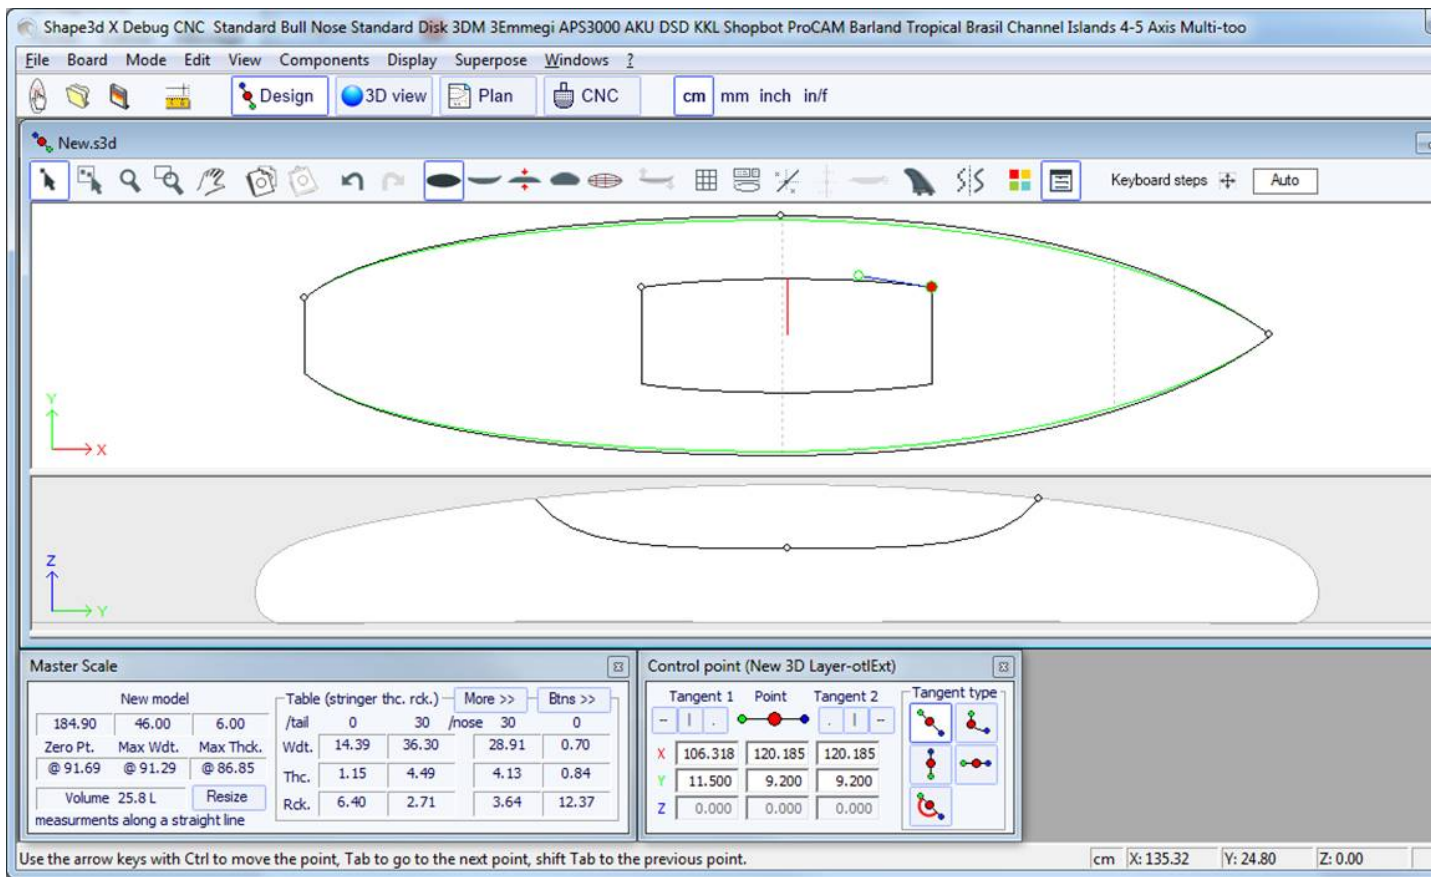 Shape3d X Debug CNC  Standard Bull Nose Standard Disk 3DM 3Emmegi APS3000 AKU DSD KKL Shopbot ProCAM Barland Tropical Brasil Channel Islands 4-5 Axis Multi-too
File Board Mode Edit View Components Display Superpose Windows ?
Design 3D view Plan CNC cm mm inch in/f
New.s3d
Keyboard steps Auto
Y
X
Z
Y
Master Scale
New model
184.90 46.00 6.00
Zero Pt. Max Wdt. Max Thck.
@ 91.69 @ 91.29 @ 86.85
Volume 25.8 L Resize
measurments along a straight line
Table (stringer thc. rck.) More >> Btns >>
/tail 0 30 /nose 30 0
Wdt. 14.39 36.30 28.91 0.70
Thc. 1.15 4.49 4.13 0.84
Rck. 6.40 2.71 3.64 12.37
Control point (New 3D Layer-otlExt)
Tangent 1 Point Tangent 2
X 106.318 120.185 120.185
Y 11.500 9.200 9.200
Z 0.000 0.000 0.000
Tangent type
Use the arrow keys with Ctrl to move the point, Tab to go to the next point, shift Tab to the previous point.
cm X: 135.32 Y: 24.80 Z: 0.00